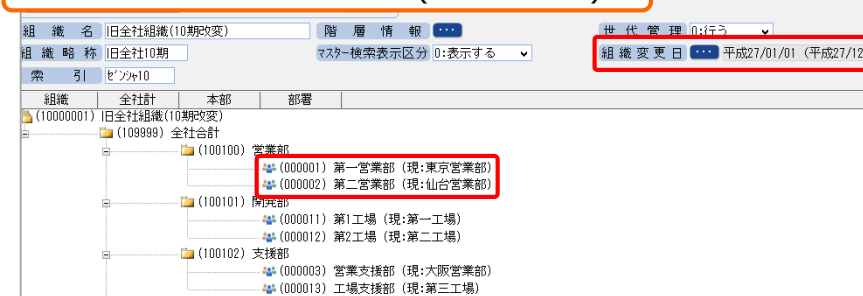 組織名 旧全社組織(10期改変) 階層情報 ... 世代管理 0:行う
組織略称 旧全社10期 マスター検索表示区分 0:表示する 組織変更日 ... 平成27/01/01 (平成27/12
索引 ｾﾞﾝｼｬ10
組織 全社計 本部 部署
(10000001) 旧全社組織(10期改変)
(109999) 全社合計
(100100) 営業部
(000001) 第一営業部 (現:東京営業部)
(000002) 第二営業部 (現:仙台営業部)
(100101) 開発部
(000011) 第1工場 (現:第一工場)
(000012) 第2工場 (現:第二工場)
(100102) 支援部
(000003) 営業支援部 (現:大阪営業部)
(000013) 工場支援部 (現:第三工場)